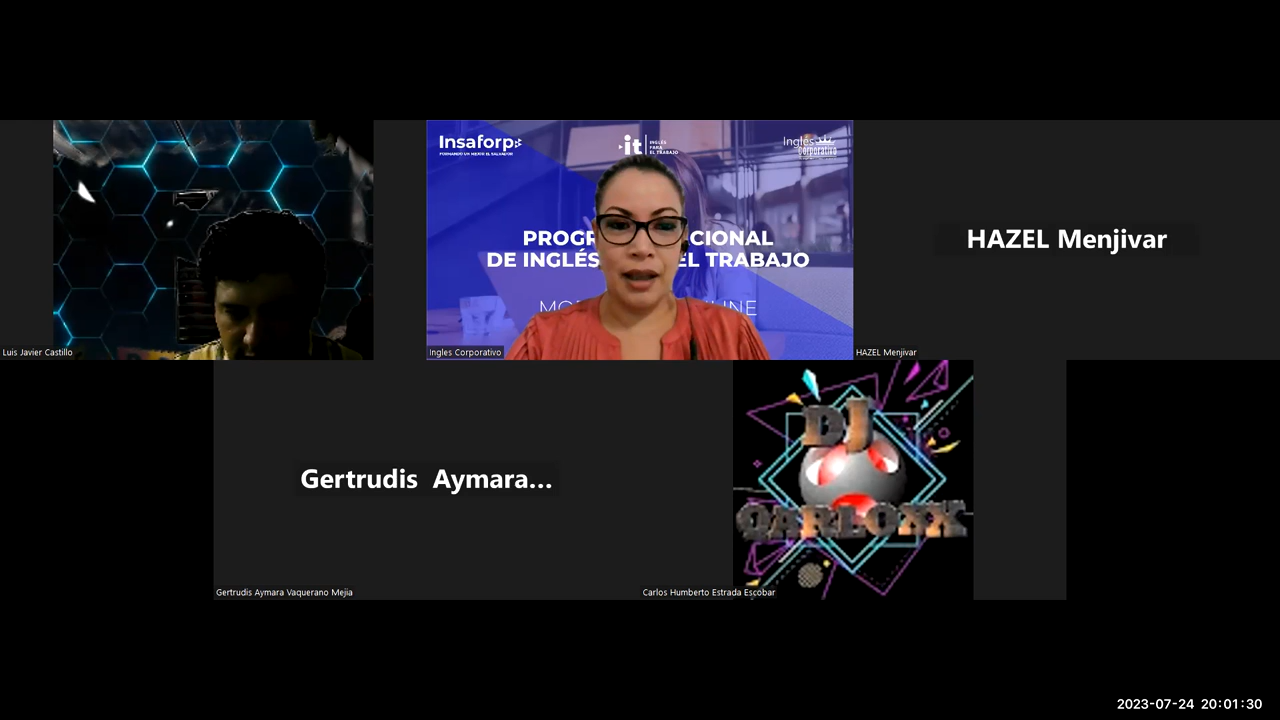 Insaforp
FORMANDO UN MEJOR EL SALVADOR
it
INGLÉS
PARA
EL TRABAJO
Inglés
Corporativo
CIONAL
DE INGLÉS EL TRABAJO
Luis Javier Castillo
Ingles Corporativo
HAZEL Menjivar
HAZEL Menjivar
Gertrudis Aymara...
Gertrudis Aymara Vaquerano Mejia
DJ
QARLOXX
Carlos Humberto Estrada Escobar
2023-07-24 20:01:30